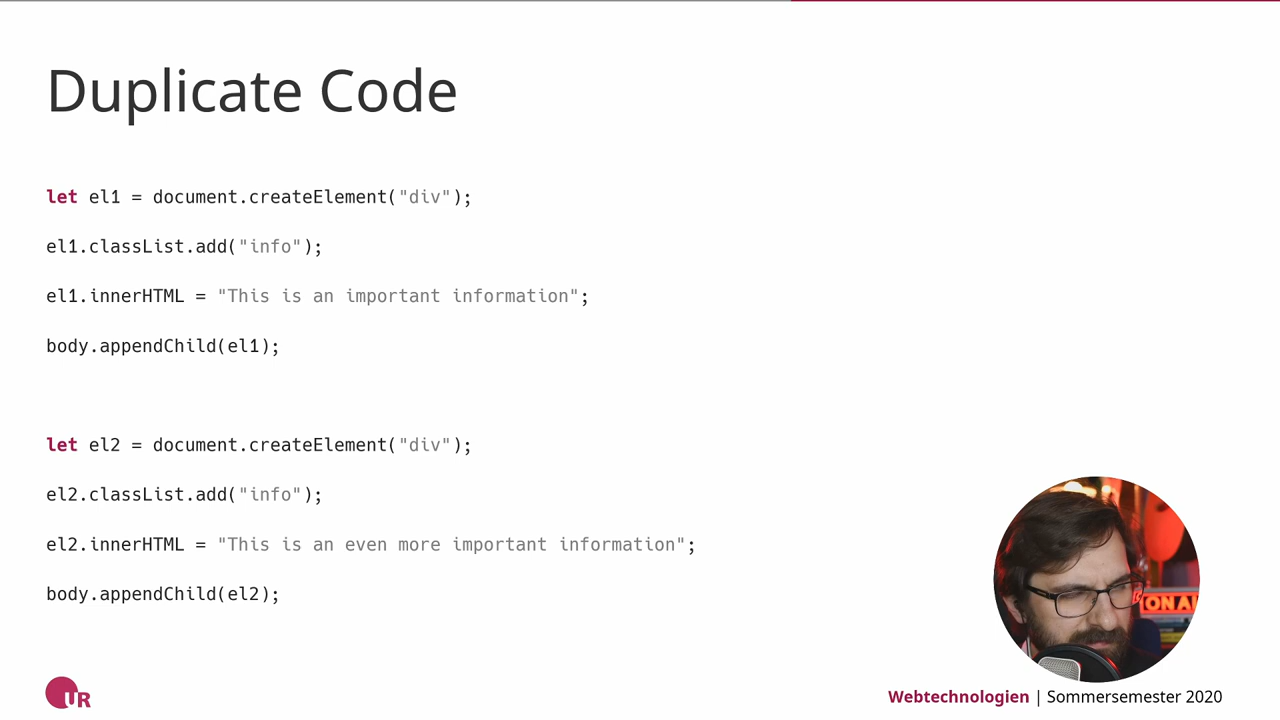 Duplicate Code
let el1 = document.createElement("div");
el1.classList.add("info");
el1.innerHTML = "This is an important information";
body.appendChild(el1);
let el2 = document.createElement("div");
el2.classList.add("info");
el2.innerHTML = "This is an even more important information";
body.appendChild(el2);
ON A
UR
Webtechnologien | Sommersemester 2020